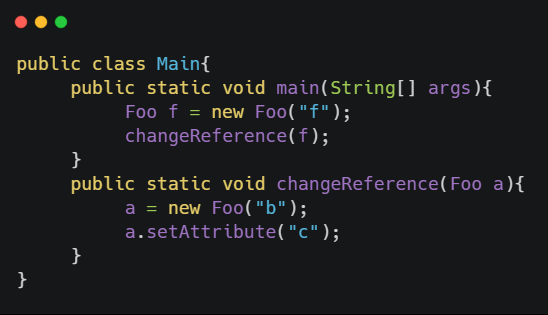 public class Main{
     public static void main(String[] args){
          Foo f = new Foo("f");
          changeReference(f);
     }
     public static void changeReference(Foo a){
          a = new Foo("b");
          a.setAttribute("c");
     }
}